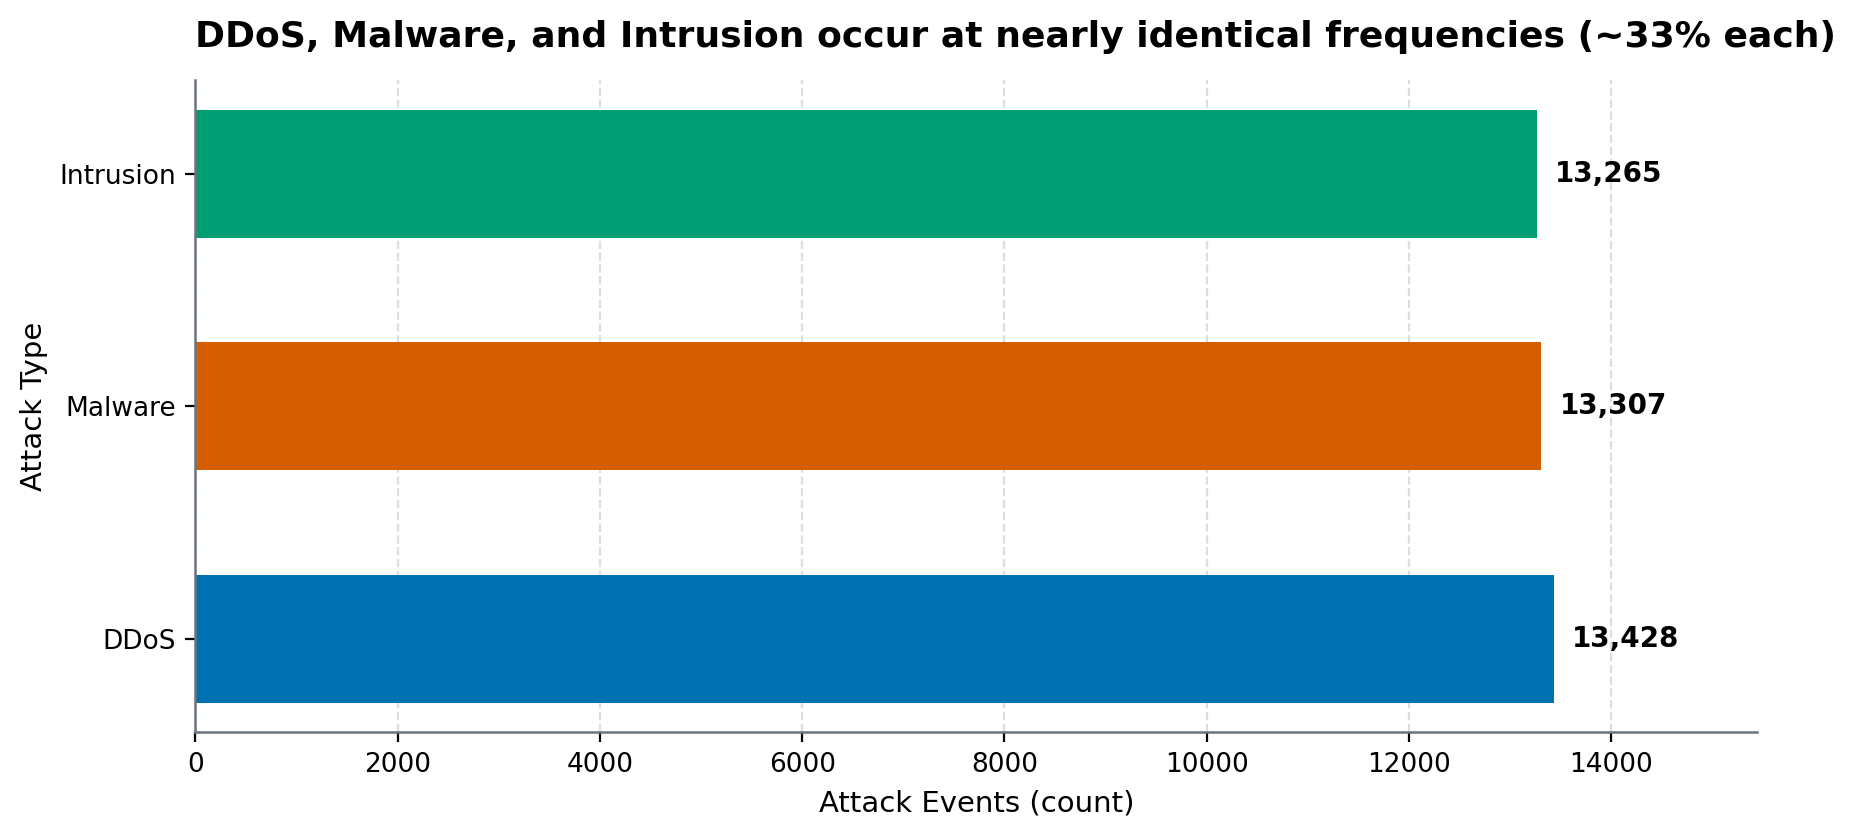 DDoS, Malware, and Intrusion occur at nearly identical frequencies (~33% each)
Attack Type
Intrusion
13,265
Malware
13,307
DDoS
13,428
0 2000 4000 6000 8000 10000 12000 14000
Attack Events (count)